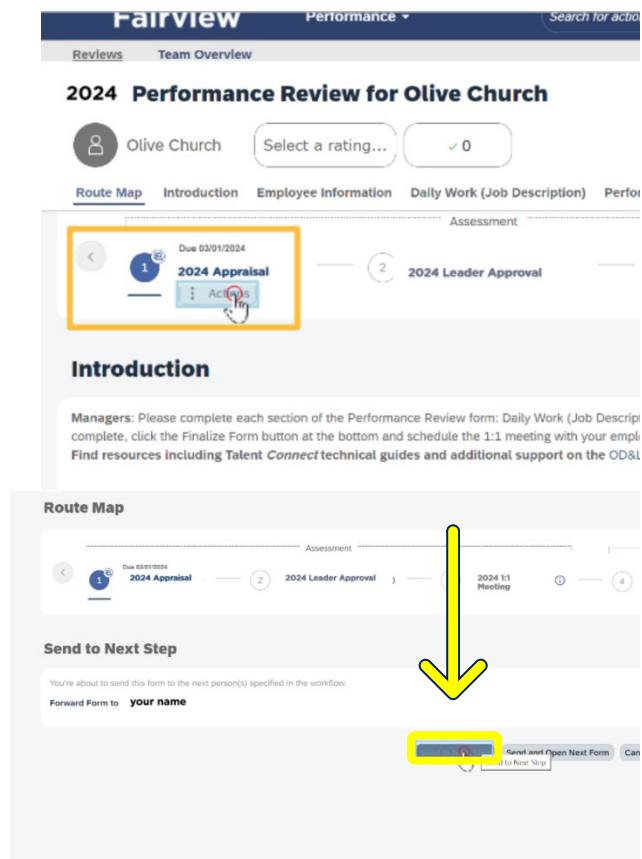 Fairview
Performance
Search for actio
Reviews Team Overview
2024 Performance Review for Olive Church
Olive Church Select a rating... 0
Route Map Introduction Employee Information Daily Work (Job Description) Perfor
Assessment
Due 03/01/2024
1 2024 Appraisal 2 2024 Leader Approval
Actions
Introduction
Managers: Please complete each section of the Performance Review form: Daily Work (Job Descript
complete, click the Finalize Form button at the bottom and schedule the 1:1 meeting with your emplo
Find resources including Talent Connect technical guides and additional support on the OD&L
Route Map
Assessment
Due 03/01/2024
1 2024 Appraisal 2 2024 Leader Approval ) 2024 1:1 Meeting 4
Send to Next Step
You're about to send this form to the next person(s) specified in the workflow.
Forward Form to your name
Send and Open Next Form Can
to Next Step